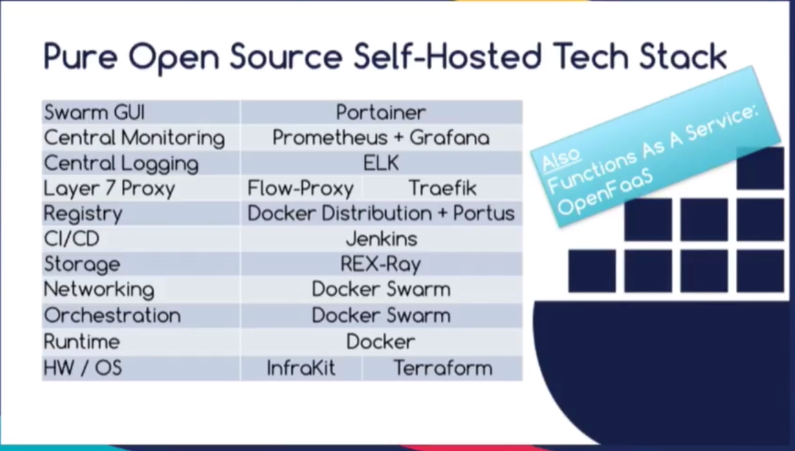 Pure Open Source Self-Hosted Tech Stack
Swarm GUI Portainer
Central Monitoring Prometheus + Grafana
Central Logging ELK
Layer 7 Proxy Flow-Proxy Traefik
Registry Docker Distribution + Portus
CI/CD Jenkins
Storage REX-Ray
Networking Docker Swarm
Orchestration Docker Swarm
Runtime Docker
HW / OS InfraKit Terraform
Also
Functions As A Service:
OpenFaaS